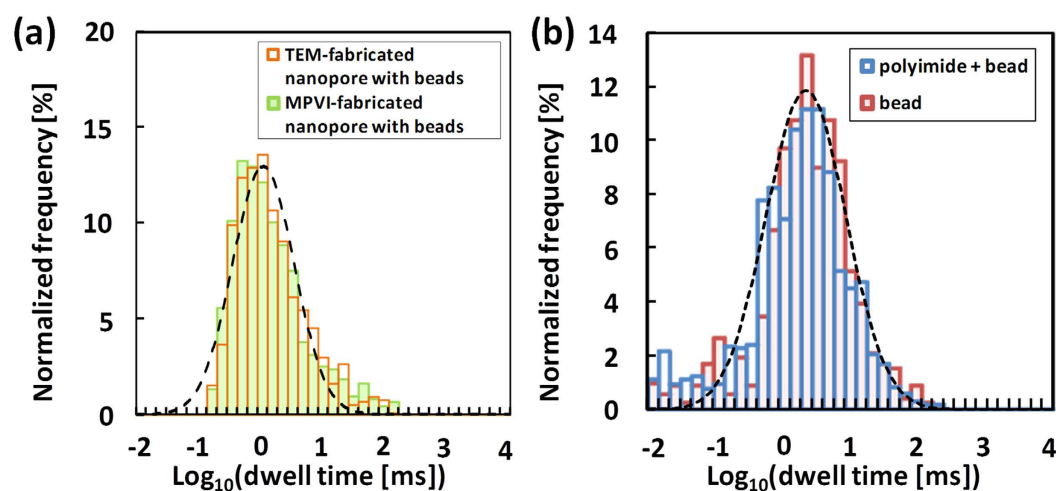 (a)
20
15
10
5
0
Normalized frequency [%]
TEM-fabricated
nanopore with beads
MPVI-fabricated
nanopore with beads
-2 -1 0 1 2 3 4
Log10(dwell time [ms])
(b)
14
12
10
8
6
4
2
0
Normalized frequency [%]
polyimide + bead
bead
-2 -1 0 1 2 3 4
Log10(dwell time [ms])